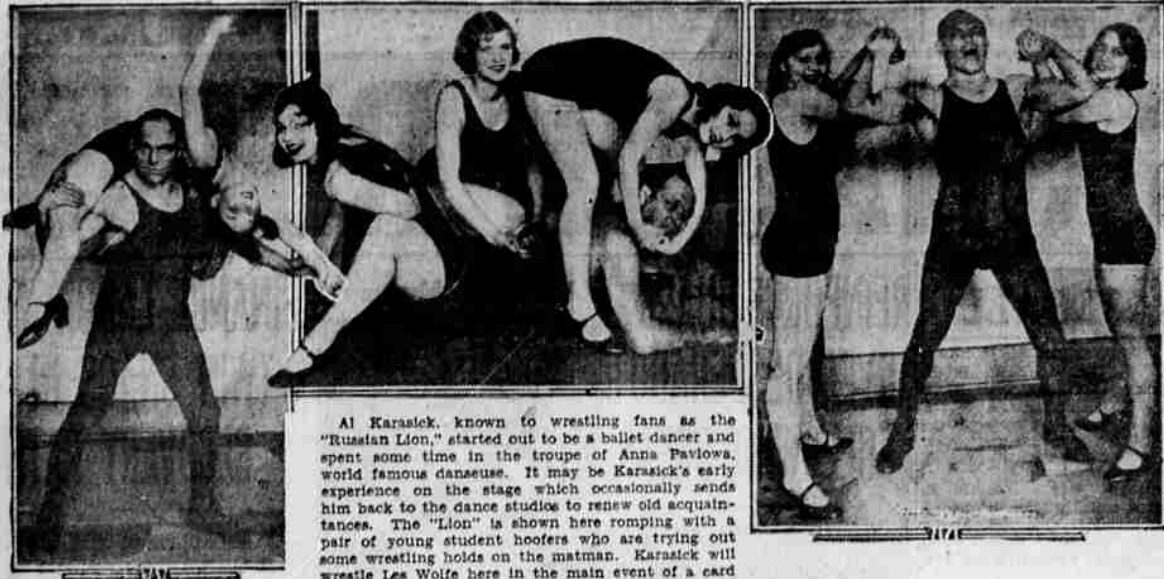 Al Karasick, known to wrestling fans as the
"Russian Lion," started out to be a ballet dancer and
spent some time in the troupe of Anna Pavlowa,
world famous danseuse. It may be Karasick's early
experience on the stage which occasionally sends
him back to the dance studios to renew old acquain-
tances. The "Lion" is shown here romping with a
pair of young student hoofers who are trying out
some wrestling holds on the matman. Karasick will
wrestle Les Wolfe here in the main event of a card